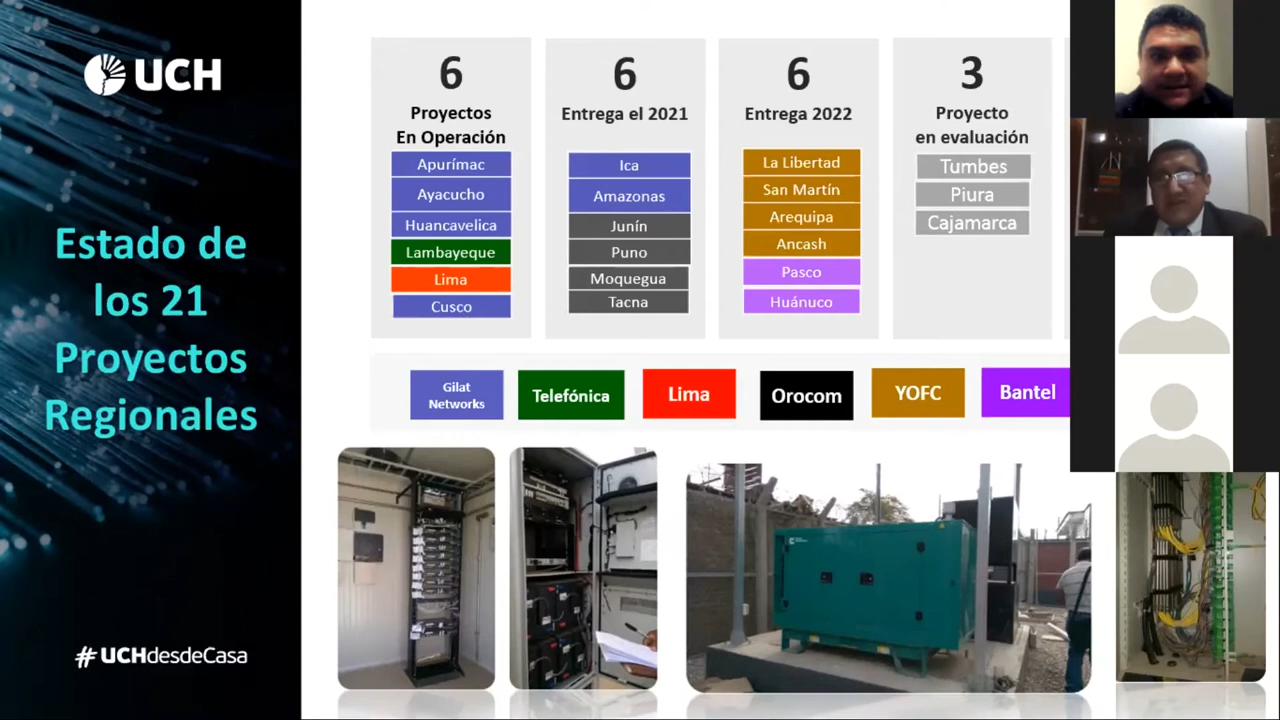 UCH
Estado de
los 21
Proyectos
Regionales
#UCHdesdeCasa
6
Proyectos
En Operación
Apurímac
Ayacucho
Huancavelica
Lambayeque
Lima
Cusco
6
Entrega el 2021
Ica
Amazonas
Junín
Puno
Moquegua
Tacna
6
Entrega 2022
La Libertad
San Martín
Arequipa
Ancash
Pasco
Huánuco
3
Proyecto
en evaluación
Tumbes
Piura
Cajamarca
Gilat
Networks
Telefónica
Lima
Orocom
YOFC
Bantel